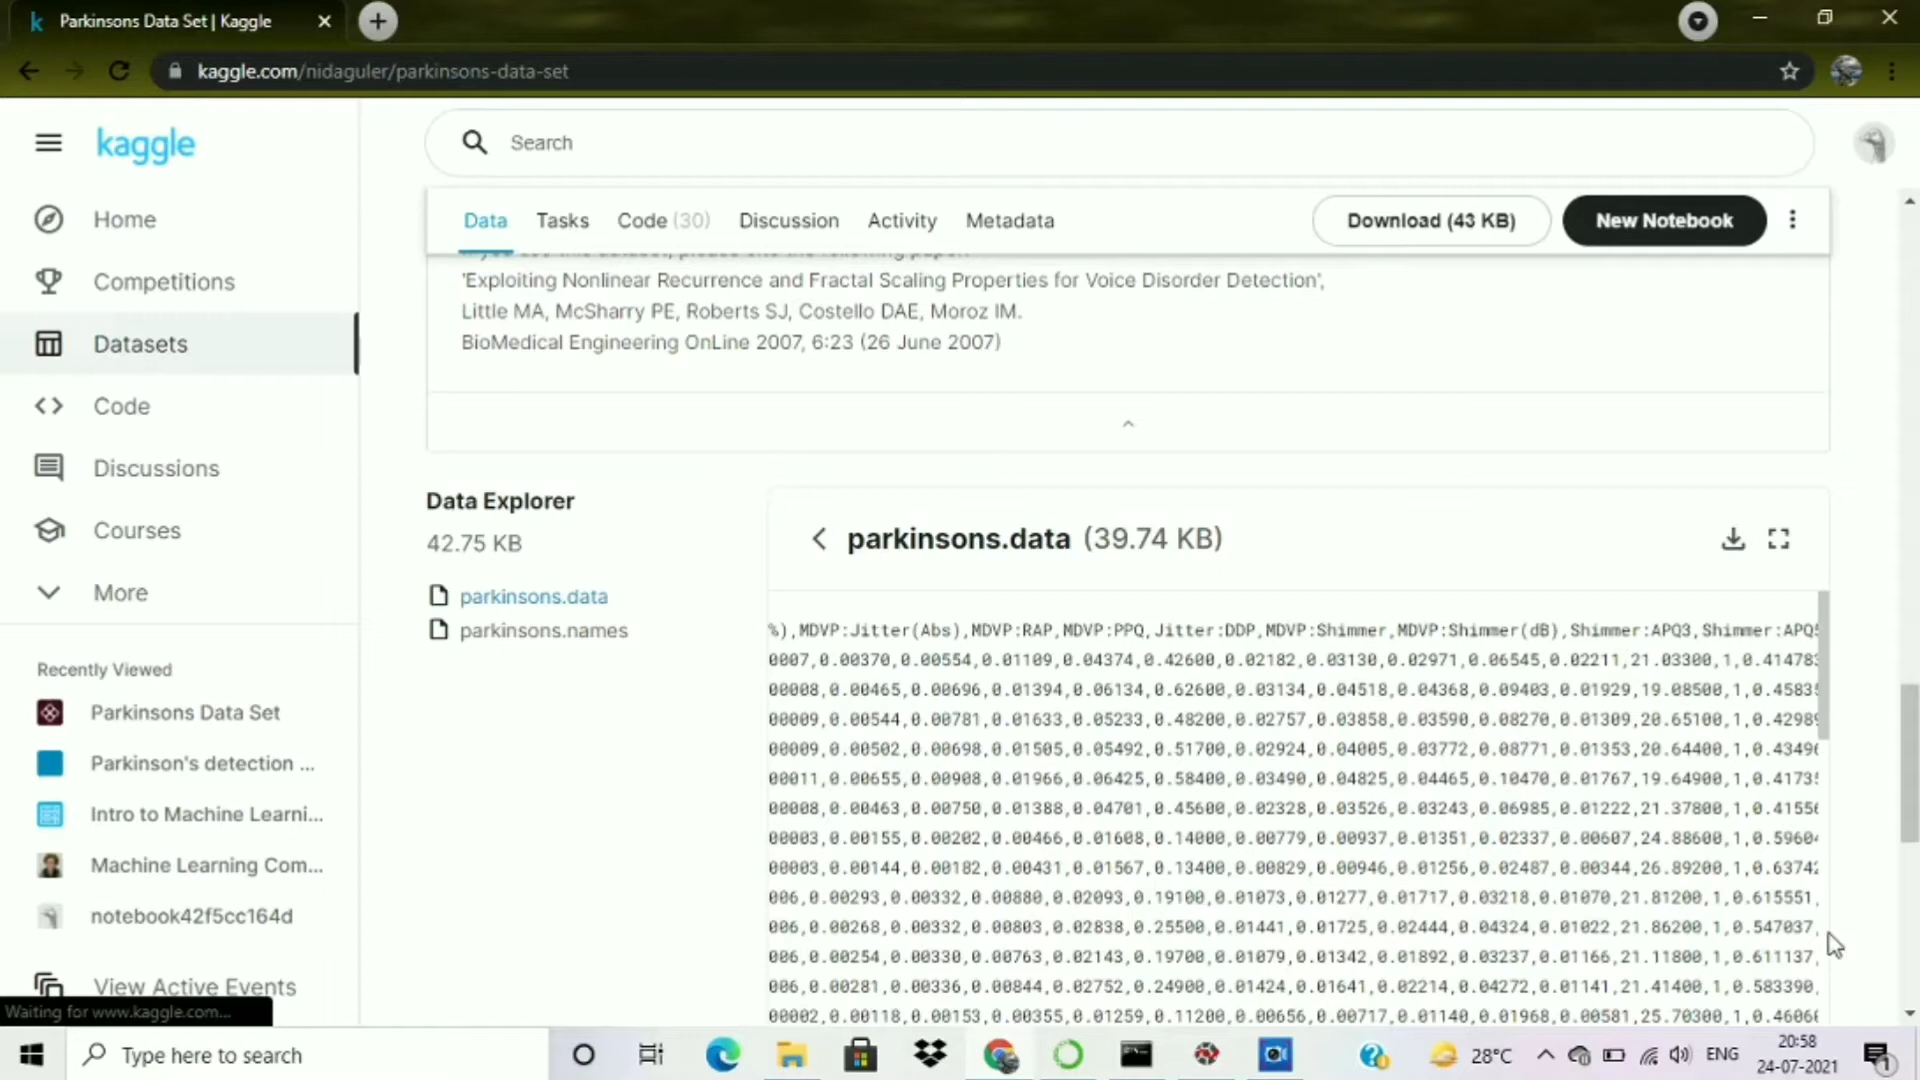 Parkinsons Data Set | Kaggle
kaggle.com/nidaguler/parkinsons-data-set
kaggle
Search
Home
Competitions
Datasets
Code
Discussions
Courses
More
Recently Viewed
Parkinsons Data Set
Parkinson's detection ...
Intro to Machine Learni...
Machine Learning Com...
notebook42f5cc164d
View Active Events
Waiting for www.kaggle.com...
Data Tasks Code (30) Discussion Activity Metadata Download (43 KB) New Notebook
'Exploiting Nonlinear Recurrence and Fractal Scaling Properties for Voice Disorder Detection',
Little MA, McSharry PE, Roberts SJ, Costello DAE, Moroz IM.
BioMedical Engineering OnLine 2007, 6:23 (26 June 2007)
Data Explorer
42.75 KB
parkinsons.data
parkinsons.names
parkinsons.data (39.74 KB)
%),MDVP:Jitter(Abs),MDVP:RAP,MDVP:PPQ,Jitter:DDP,MDVP:Shimmer,MDVP:Shimmer(dB),Shimmer:APQ3,Shimmer:APQ5
0007,0.00370,0.00554,0.01109,0.04374,0.42600,0.02182,0.03130,0.02971,0.06545,0.02211,21.03300,1,0.414783
00008,0.00465,0.00696,0.01394,0.06134,0.62600,0.03134,0.04518,0.04368,0.09403,0.01929,19.08500,1,0.45835
00009,0.00544,0.00781,0.01633,0.05233,0.48200,0.02757,0.03858,0.03590,0.08270,0.01309,20.65100,1,0.42989
00009,0.00502,0.00698,0.01505,0.05492,0.51700,0.02924,0.04005,0.03772,0.08771,0.01353,20.64400,1,0.43496
00011,0.00655,0.00908,0.01966,0.06425,0.58400,0.03490,0.04825,0.04465,0.10470,0.01767,19.64900,1,0.41735
00008,0.00463,0.00750,0.01388,0.04701,0.45600,0.02328,0.03526,0.03243,0.06985,0.01222,21.37800,1,0.41556
00003,0.00155,0.00202,0.00466,0.01608,0.14000,0.00779,0.00937,0.01351,0.02337,0.00607,24.88600,1,0.59604
00003,0.00144,0.00182,0.00431,0.01567,0.13400,0.00829,0.00946,0.01256,0.02487,0.00344,26.89200,1,0.63742
006,0.00293,0.00332,0.00880,0.02093,0.19100,0.01073,0.01277,0.01717,0.03218,0.01070,21.81200,1,0.615551,
006,0.00268,0.00332,0.00803,0.02838,0.25500,0.01441,0.01725,0.02444,0.04324,0.01022,21.86200,1,0.547037,
006,0.00254,0.00330,0.00763,0.02143,0.19700,0.01079,0.01342,0.01892,0.03237,0.01166,21.11800,1,0.611137,
006,0.00281,0.00336,0.00844,0.02752,0.24900,0.01424,0.01641,0.02214,0.04272,0.01141,21.41400,1,0.583390,
00002,0.00118,0.00153,0.00355,0.01259,0.11200,0.00656,0.00717,0.01140,0.01968,0.00581,25.70300,1,0.46060
Type here to search
28°C
ENG
20:58
24-07-2021
1